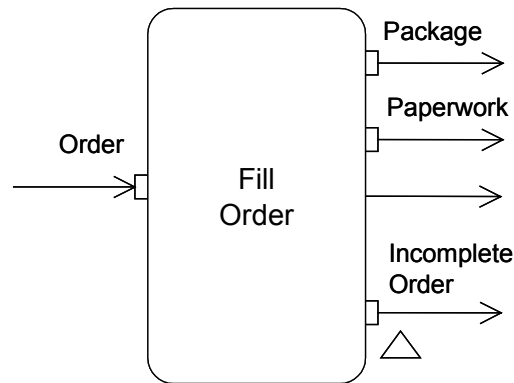 Package
Paperwork
Order
Fill
Order
Incomplete
Order